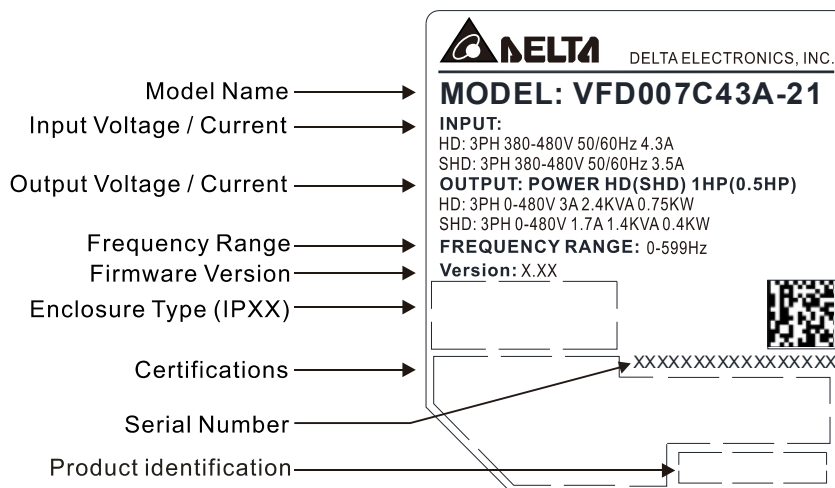 DELTA DELTA ELECTRONICS, INC.
Model Name
MODEL: VFD007C43A-21
Input Voltage / Current
INPUT:
HD: 3PH 380-480V 50/60Hz 4.3A
SHD: 3PH 380-480V 50/60Hz 3.5A
Output Voltage / Current
OUTPUT: POWER HD(SHD) 1HP(0.5HP)
HD: 3PH 0-480V 3A 2.4KVA 0.75KW
SHD: 3PH 0-480V 1.7A 1.4KVA 0.4KW
Frequency Range
FREQUENCY RANGE: 0-599Hz
Firmware Version
Version: X.XX
Enclosure Type (IPXX)
Certifications
XXXXXXXXXXXXXXXXX
Serial Number
Product identification